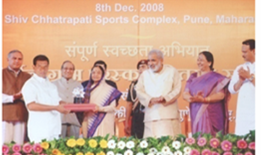 8th Dec. 2008
Shiv Chhatrapati Sports Complex, Pune, Mahara
संपूर्ण स्वच्छता अभियान